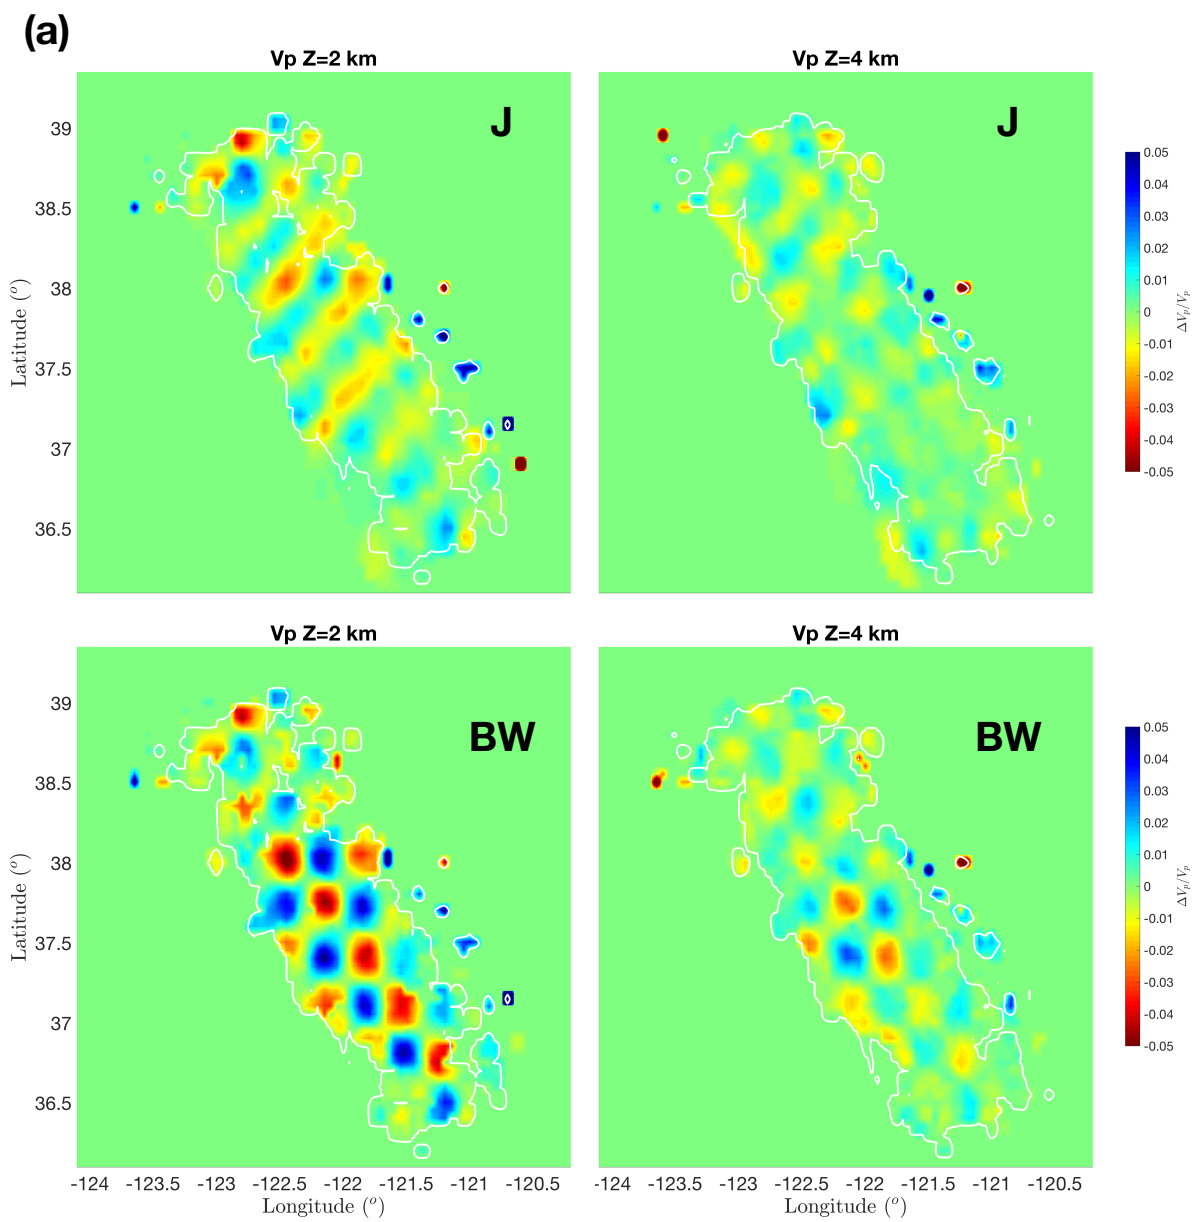 (a)
Vp Z=2 km
Vp Z=4 km
J
J
39
38.5
38
37.5
37
36.5
Latitude (°)
0.05
0.04
0.03
0.02
0.01
0
-0.01
-0.02
-0.03
-0.04
-0.05
ΔVp/Vp
Vp Z=2 km
Vp Z=4 km
BW
BW
39
38.5
38
37.5
37
36.5
Latitude (°)
0.05
0.04
0.03
0.02
0.01
0
-0.01
-0.02
-0.03
-0.04
-0.05
ΔVp/Vp
-124 -123.5 -123 -122.5 -122 -121.5 -121 -120.5
-124 -123.5 -123 -122.5 -122 -121.5 -121 -120.5
Longitude (°)
Longitude (°)